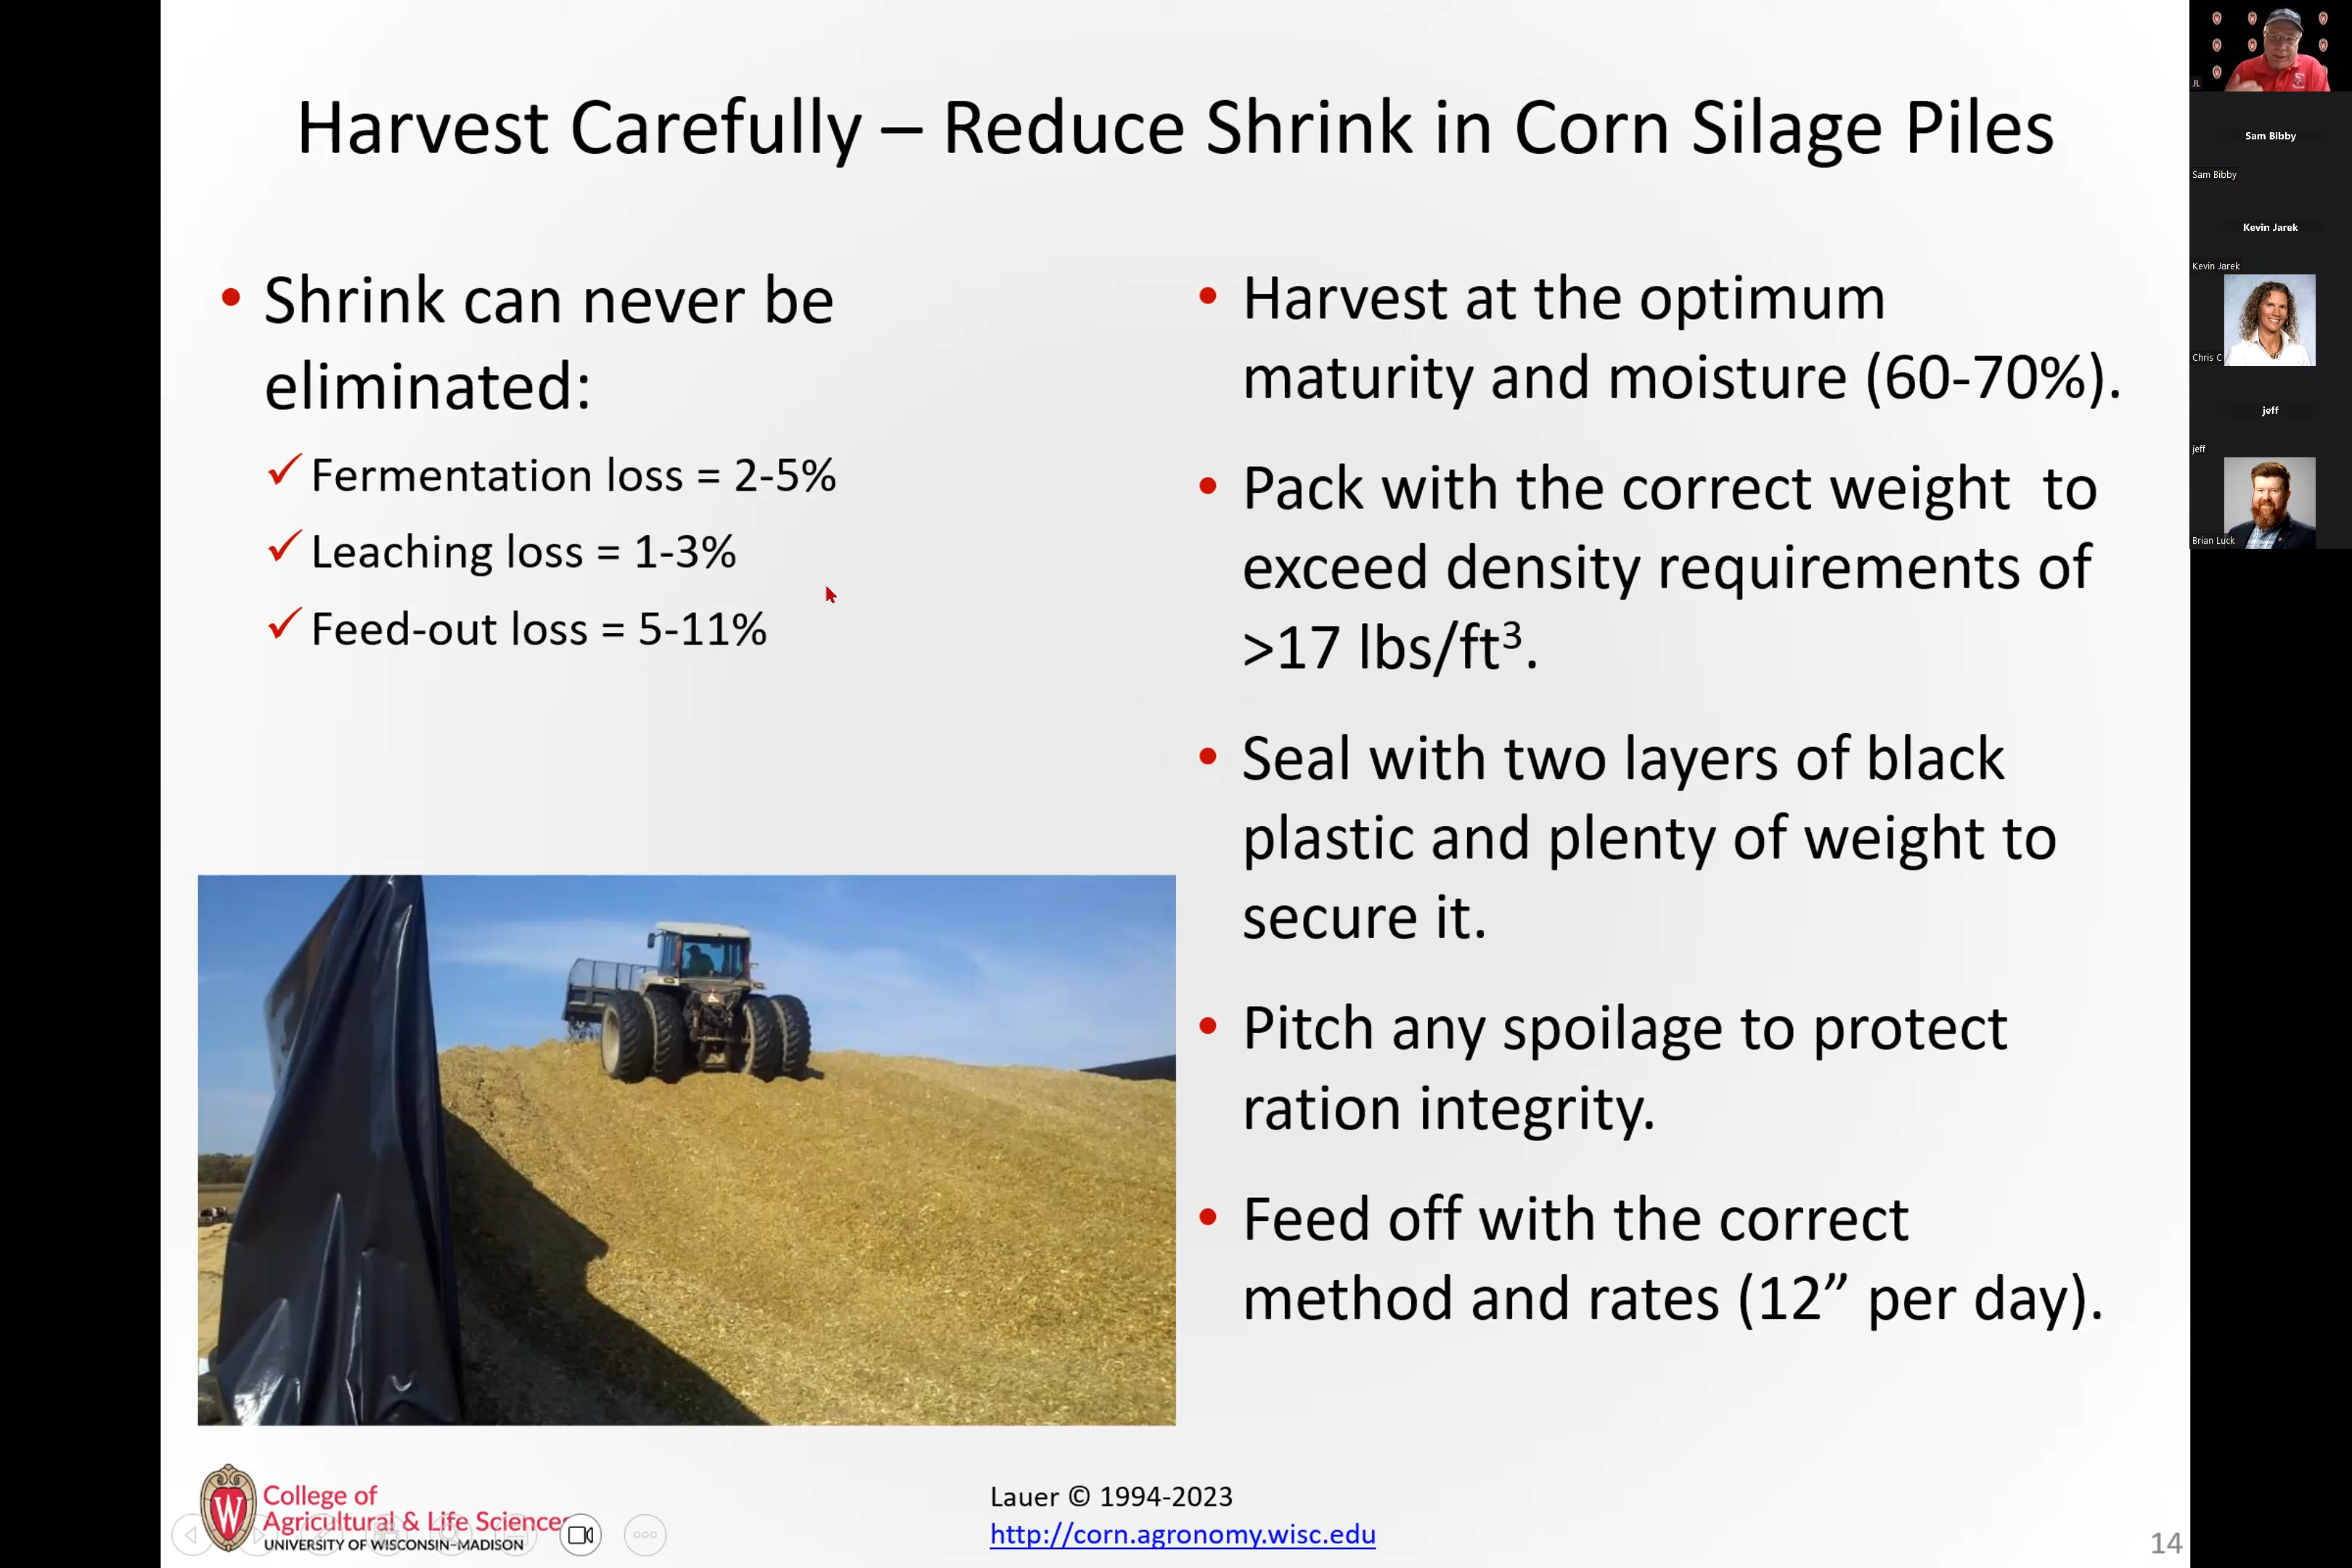 Harvest Carefully – Reduce Shrink in Corn Silage Piles
• Shrink can never be
eliminated:
✓ Fermentation loss = 2-5%
✓ Leaching loss = 1-3%
✓ Feed-out loss = 5-11%
• Harvest at the optimum
maturity and moisture (60-70%).
• Pack with the correct weight to
exceed density requirements of
>17 lbs/ft³.
• Seal with two layers of black
plastic and plenty of weight to
secure it.
• Pitch any spoilage to protect
ration integrity.
• Feed off with the correct
method and rates (12” per day).
W
College of
Agricultural & Life Sciences
UNIVERSITY OF WISCONSIN-MADISON
Lauer © 1994-2023
http://corn.agronomy.wisc.edu
14
JL
Sam Bibby
Sam Bibby
Kevin Jarek
Kevin Jarek
Chris C
jeff
jeff
Brian Luck